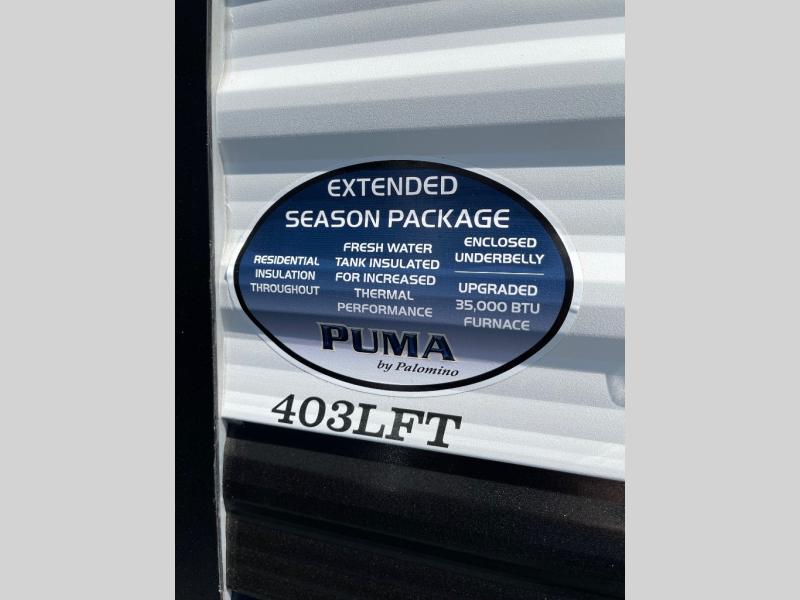 EXTENDED
SEASON PACKAGE
RESIDENTIAL
INSULATION
THROUGHOUT
FRESH WATER
TANK INSULATED
FOR INCREASED
THERMAL
PERFORMANCE
ENCLOSED
UNDERBELLY
UPGRADED
35,000 BTU
FURNACE
PUMA
by Palomino
403LFT